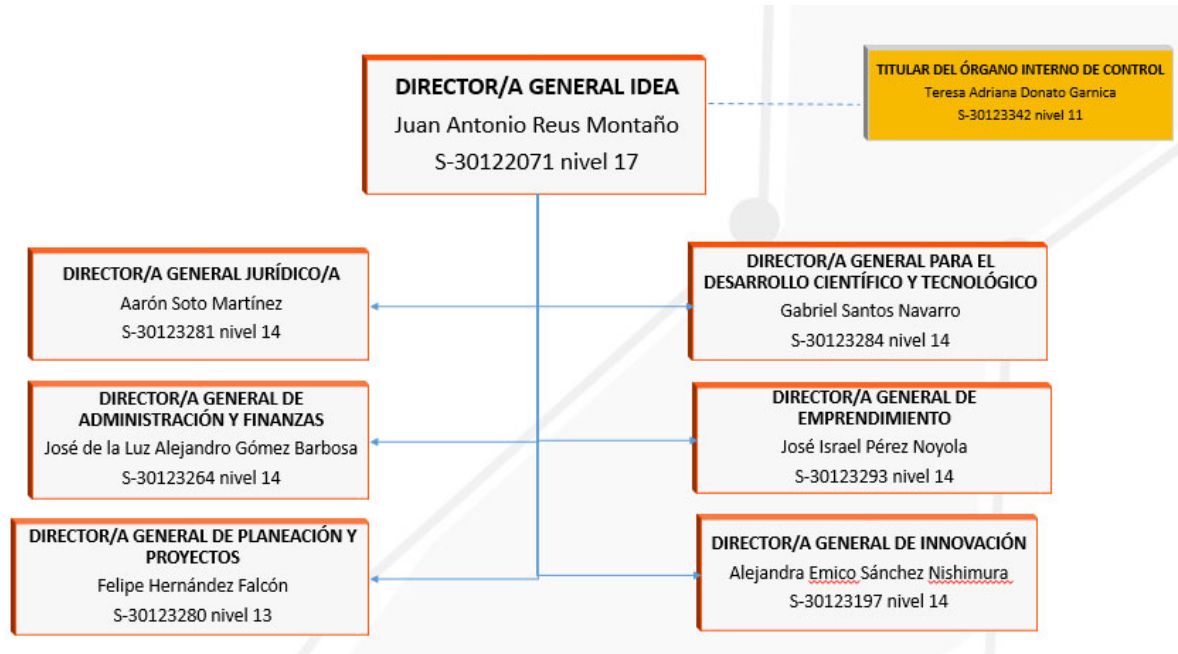 DIRECTOR/A GENERAL IDEA
Juan Antonio Reus Montaño
S-30122071 nivel 17
TITULAR DEL ÓRGANO INTERNO DE CONTROL
Teresa Adriana Donato Garnica
S-30123342 nivel 11
DIRECTOR/A GENERAL JURÍDICO/A
Aarón Soto Martínez
S-30123281 nivel 14
DIRECTOR/A GENERAL PARA EL
DESARROLLO CIENTÍFICO Y TECNOLÓGICO
Gabriel Santos Navarro
S-30123284 nivel 14
DIRECTOR/A GENERAL DE
ADMINISTRACIÓN Y FINANZAS
José de la Luz Alejandro Gómez Barbosa
S-30123264 nivel 14
DIRECTOR/A GENERAL DE
EMPRENDIMIENTO
José Israel Pérez Noyola
S-30123293 nivel 14
DIRECTOR/A GENERAL DE PLANEACIÓN Y
PROYECTOS
Felipe Hernández Falcón
S-30123280 nivel 13
DIRECTOR/A GENERAL DE INNOVACIÓN
Alejandra Emico Sánchez Nishimura
S-30123197 nivel 14